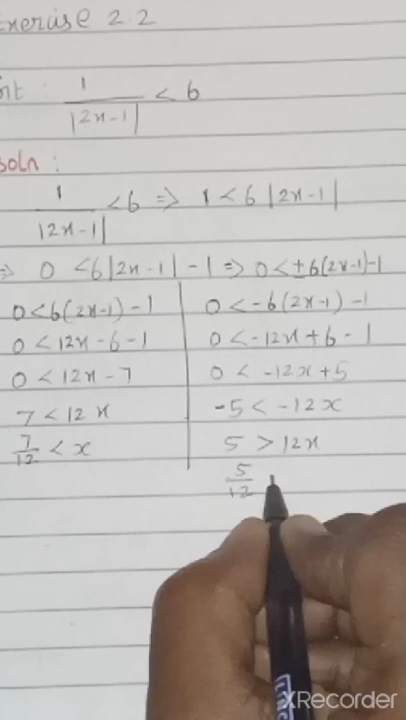 Exercise 2.2
nt : 1/|2x-1| < 6
soln :
1/|2x-1| < 6 ⇒ 1 < 6 |2x-1|
⇒ 0 < 6|2x-1| - 1 ⇒ 0 < ±6(2x-1)-1
0 < 6(2x-1) - 1 | 0 < -6(2x-1) - 1
0 < 12x - 6 - 1 | 0 < -12x + 6 - 1
0 < 12x - 7 | 0 < -12x + 5
7 < 12x | -5 < -12x
7/12 < x | 5 > 12x
5/12
XRecorder